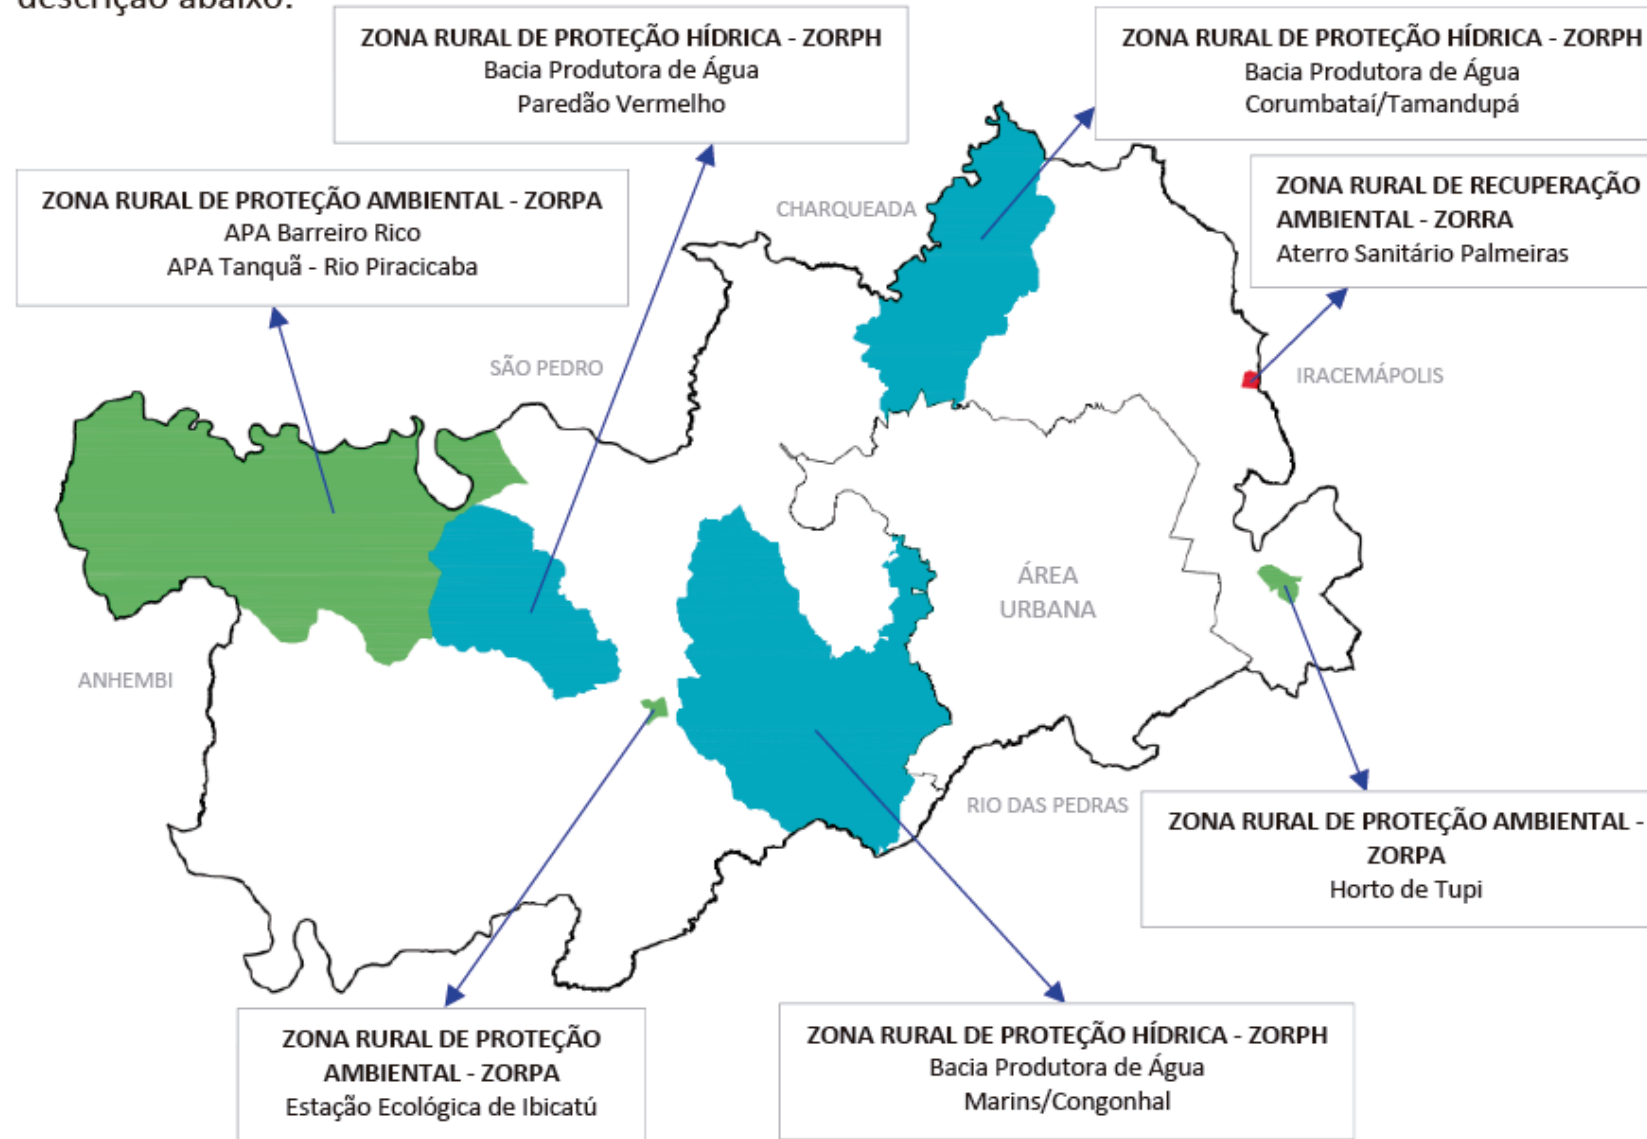 descrição abaixo:
ZONA RURAL DE PROTEÇÃO HÍDRICA - ZORPH
Bacia Produtora de Água
Paredão Vermelho
ZONA RURAL DE PROTEÇÃO HÍDRICA - ZORPH
Bacia Produtora de Água
Corumbataí/Tamandupá
ZONA RURAL DE PROTEÇÃO AMBIENTAL - ZORPA
APA Barreiro Rico
APA Tanquã - Rio Piracicaba
ZONA RURAL DE RECUPERAÇÃO
AMBIENTAL - ZORRA
Aterro Sanitário Palmeiras
CHARQUEADA
SÃO PEDRO
IRACEMÁPOLIS
ÁREA
URBANA
ANHEMBI
RIO DAS PEDRAS
ZONA RURAL DE PROTEÇÃO AMBIENTAL -
ZORPA
Horto de Tupi
ZONA RURAL DE PROTEÇÃO
AMBIENTAL - ZORPA
Estação Ecológica de Ibicatú
ZONA RURAL DE PROTEÇÃO HÍDRICA - ZORPH
Bacia Produtora de Água
Marins/Congonhal